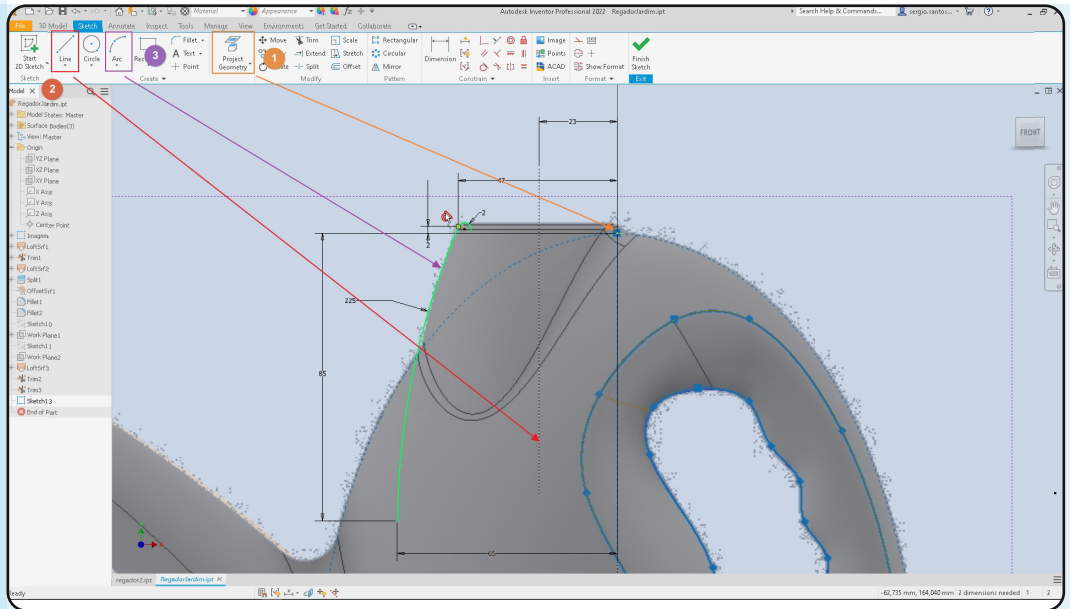 Material
Appearance
Autodesk Inventor Professional 2022 RegadorJardim.ipt
Search Help & Commands...
sergio.santos...
File 3D Model Sketch Annotate Inspect Tools Manage View Environments Get Started Collaborate
Start
2D Sketch
Line
Circle
Arc
3
Fillet
Text
Point
Project
Geometry
1
Move
Trim
Scale
Extend
Stretch
Split
Offset
Rectangular
Circular
Mirror
Dimension
Image
Points
ACAD
Show Format
Finish
Sketch
Sketch Create Modify Pattern Constrain Insert Format Exit
Model
2
RegadorJardim.ipt
Model States: Master
Surface Bodies(3)
View: Master
Origin
YZ Plane
XZ Plane
XY Plane
X Axis
Y Axis
Z Axis
Center Point
Imagem
LoftSrf1
Trim1
LoftSrf2
Split1
OffsetSrf1
Fillet1
Fillet2
Sketch10
Work Plane1
Sketch11
Work Plane2
LoftSrf3
Trim2
Trim3
Sketch13
End of Part
FRONT
23
47
2
2
225
85
65
regador2.ipt RegadorJardim.ipt
Ready
-62,735 mm, 164,040 mm 2 dimensions needed 1 2